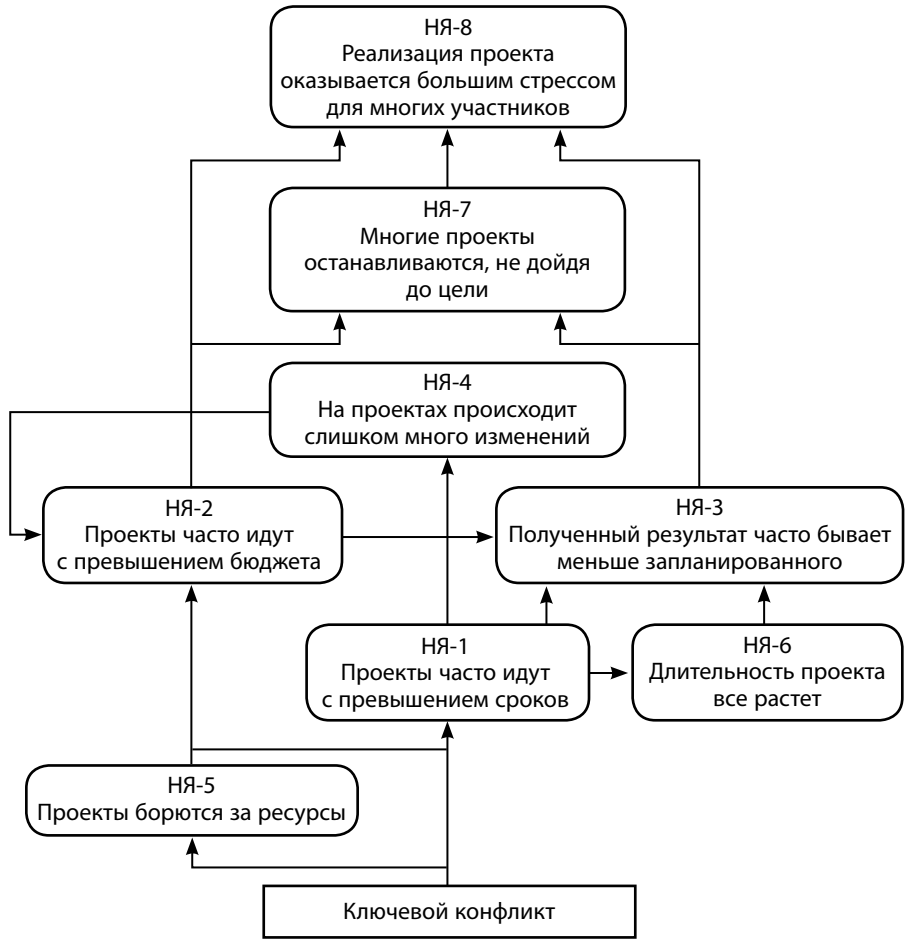 НЯ-8
Реализация проекта
оказывается большим стрессом
для многих участников
НЯ-7
Многие проекты
останавливаются, не дойдя
до цели
НЯ-4
На проектах происходит
слишком много изменений
НЯ-2
Проекты часто идут
с превышением бюджета
НЯ-3
Полученный результат часто бывает
меньше запланированного
НЯ-1
Проекты часто идут
с превышением сроков
НЯ-6
Длительность проекта
все растет
НЯ-5
Проекты борются за ресурсы
Ключевой конфликт